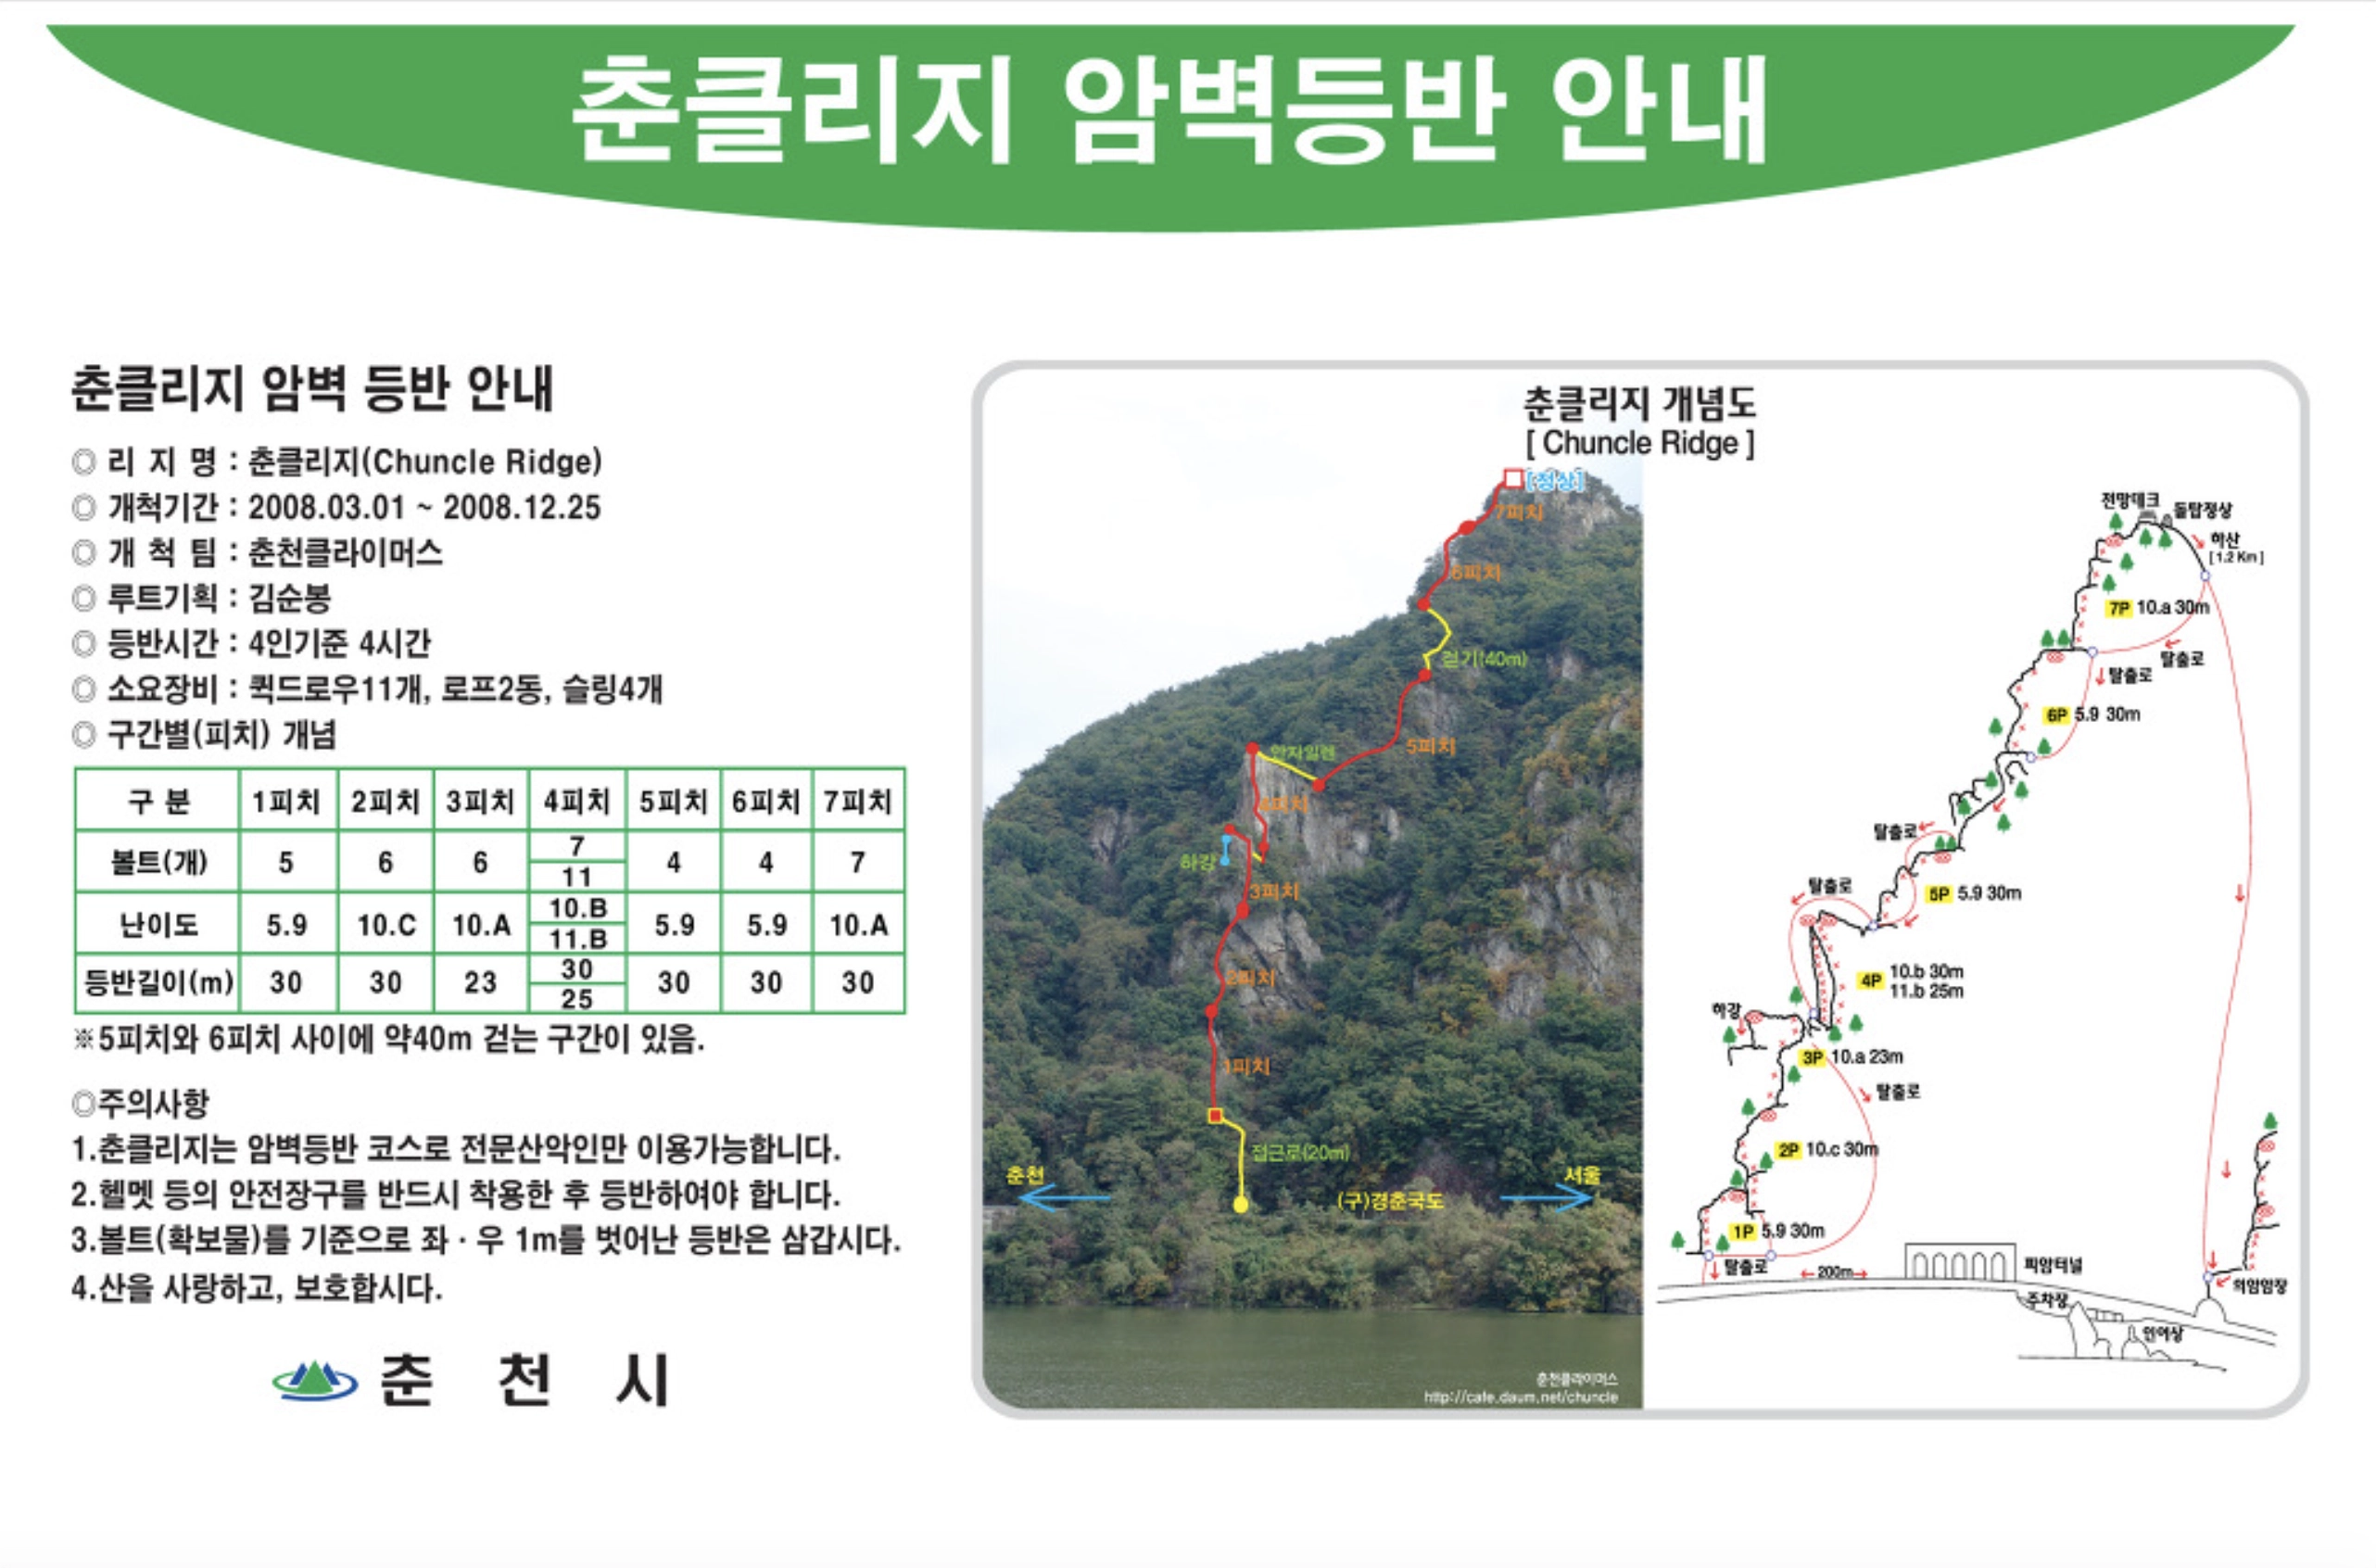 춘클리지 암벽등반 안내
춘클리지 암벽 등반 안내
◎ 리 지 명 : 춘클리지(Chuncle Ridge)
◎ 개척기간 : 2008.03.01 ~ 2008.12.25
◎ 개 척 팀 : 춘천클라이머스
◎ 루트기획 : 김순봉
◎ 등반시간 : 4인기준 4시간
◎ 소요장비 : 퀵드로우11개, 로프2동, 슬링4개
◎ 구간별(피치) 개념
구 분 1피치 2피치 3피치 4피치 5피치 6피치 7피치
볼트(개) 5 6 6 7 11 4 4 7
난이도 5.9 10.C 10.A 10.B 11.B 5.9 5.9 10.A
등반길이(m) 30 30 23 30 25 30 30 30
※5피치와 6피치 사이에 약40m 걷는 구간이 있음.
◎주의사항
1.춘클리지는 암벽등반 코스로 전문산악인만 이용가능합니다.
2.헬멧 등의 안전장구를 반드시 착용한 후 등반하여야 합니다.
3.볼트(확보물)를 기준으로 좌 · 우 1m를 벗어난 등반은 삼갑시다.
4.산을 사랑하고, 보호합시다.
춘 천 시
춘클리지 개념도
[ Chuncle Ridge ]
[정상]
7피치
6피치
걷기(40m)
5피치
4피치
하강
3피치
2피치
1피치
접근로(20m)
춘천
(구)경춘국도
서울
춘천클라이머스
http://cafe.daum.net/chuncle
전망데크
돌탑정상
하산
[1.2 Km]
7P 10.a 30m
탈출로
탈출로
6P 5.9 30m
탈출로
탈출로
5P 5.9 30m
4P 10.b 30m
11.b 25m
하강
3P 10.a 23m
탈출로
2P 10.c 30m
1P 5.9 30m
탈출로
200m
피암터널
의암암장
주차장
인어상